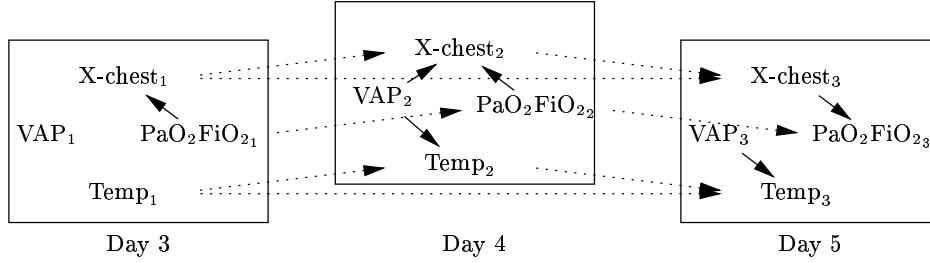 X-chest₁
VAP₁ PaO₂FiO₂₁
Temp₁
Day 3
X-chest₂
VAP₂
PaO₂FiO₂₂
Temp₂
Day 4
X-chest₃
VAP₃ PaO₂FiO₂₃
Temp₃
Day 5